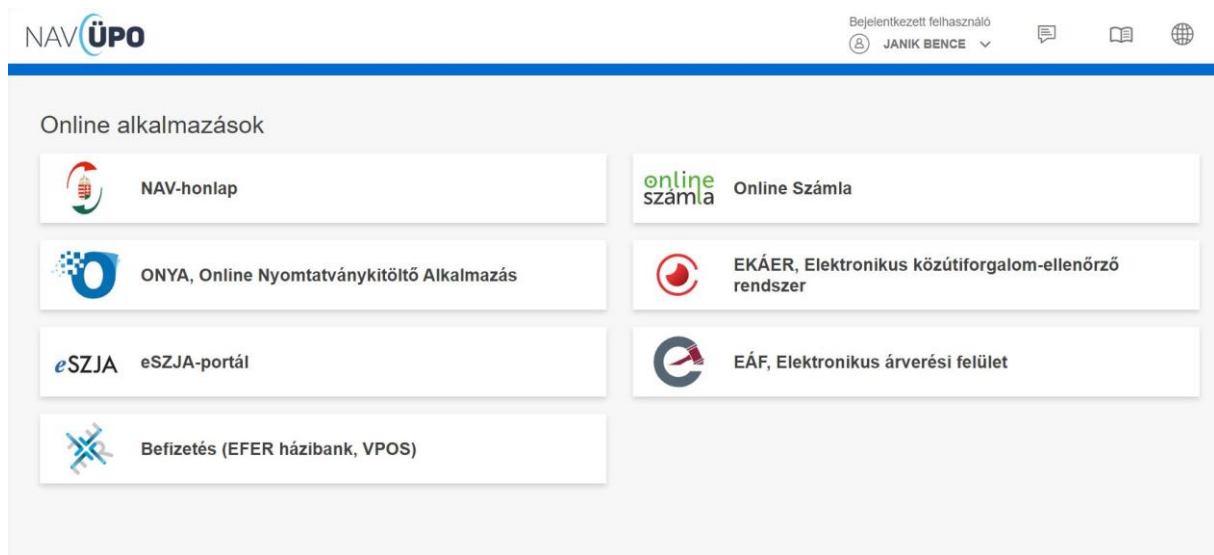 NAV ÜPO
Bejelentkezett felhasználó
JANIK BENCE
Online alkalmazások
NAV-honlap
online
számla
Online Számla
ONYA, Online Nyomtatványkitöltő Alkalmazás
EKÁER, Elektronikus közútiforgalom-ellenőrző
rendszer
eSZJA
eSZJA-portál
EÁF, Elektronikus árverési felület
EFER
Befizetés (EFER házibank, VPOS)